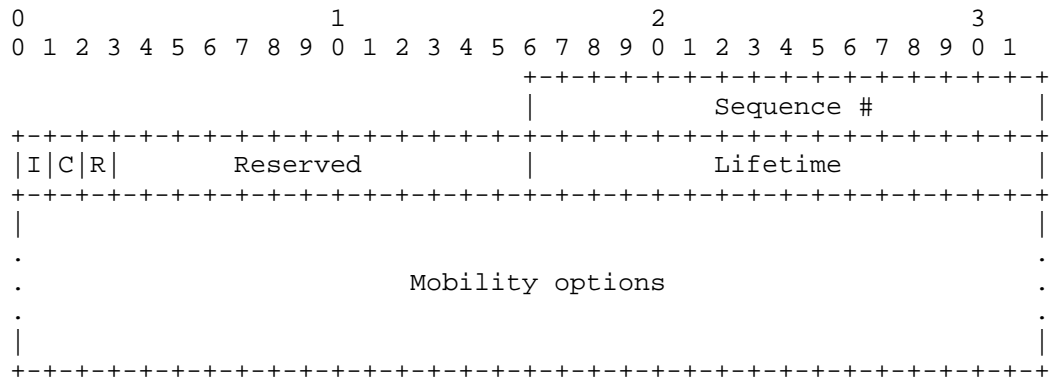 0                   1                   2                   3
0 1 2 3 4 5 6 7 8 9 0 1 2 3 4 5 6 7 8 9 0 1 2 3 4 5 6 7 8 9 0 1
                                +-+-+-+-+-+-+-+-+-+-+-+-+-+-+-+-+
                                |           Sequence #          |
+-+-+-+-+-+-+-+-+-+-+-+-+-+-+-+-+-+-+-+-+-+-+-+-+-+-+-+-+-+-+-+-+
|I|C|R|       Reserved          |           Lifetime            |
+-+-+-+-+-+-+-+-+-+-+-+-+-+-+-+-+-+-+-+-+-+-+-+-+-+-+-+-+-+-+-+-+
|                                                               |
.                                                               .
.                        Mobility options                       .
.                                                               .
|                                                               |
+-+-+-+-+-+-+-+-+-+-+-+-+-+-+-+-+-+-+-+-+-+-+-+-+-+-+-+-+-+-+-+-+